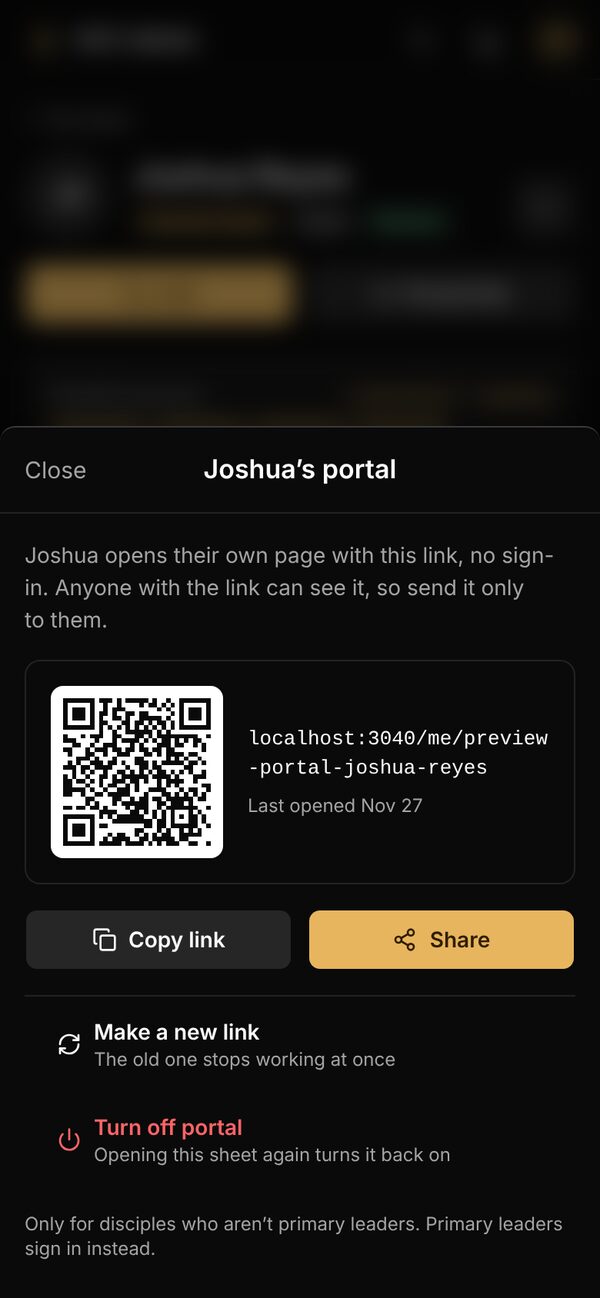 Close
Joshua’s portal
Joshua opens their own page with this link, no sign-
in. Anyone with the link can see it, so send it only
to them.
localhost:3040/me/preview
-portal-joshua-reyes
Last opened Nov 27
Copy link
Share
Make a new link
The old one stops working at once
Turn off portal
Opening this sheet again turns it back on
Only for disciples who aren’t primary leaders. Primary leaders
sign in instead.